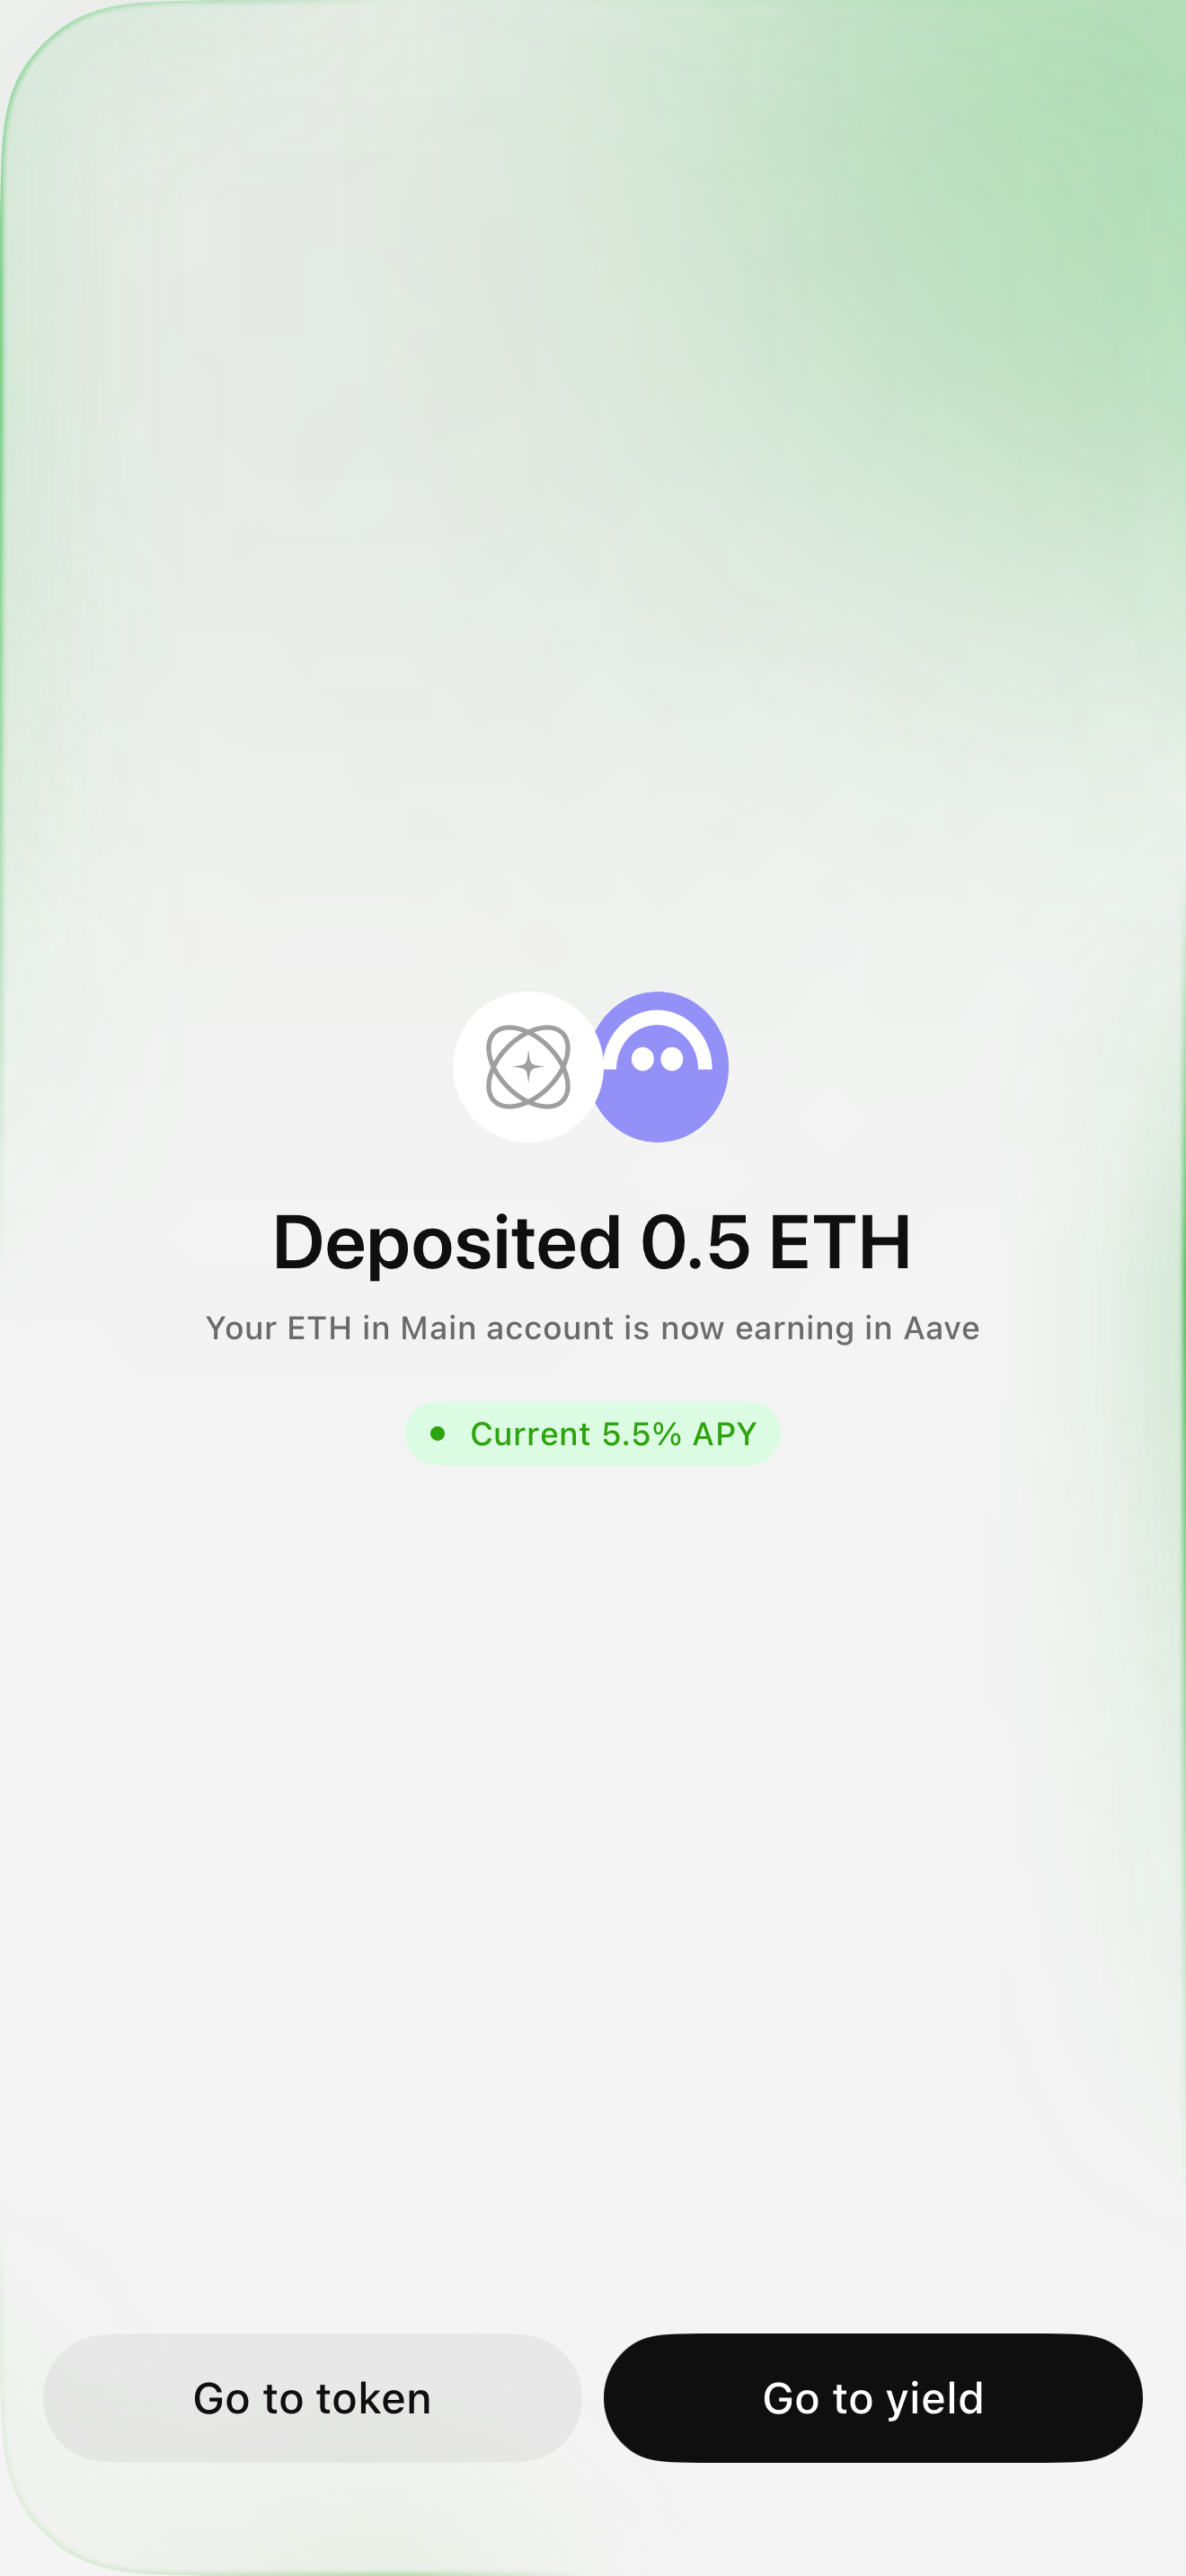 Deposited 0.5 ETH
Your ETH in Main account is now earning in Aave
Current 5.5% APY
Go to token
Go to yield